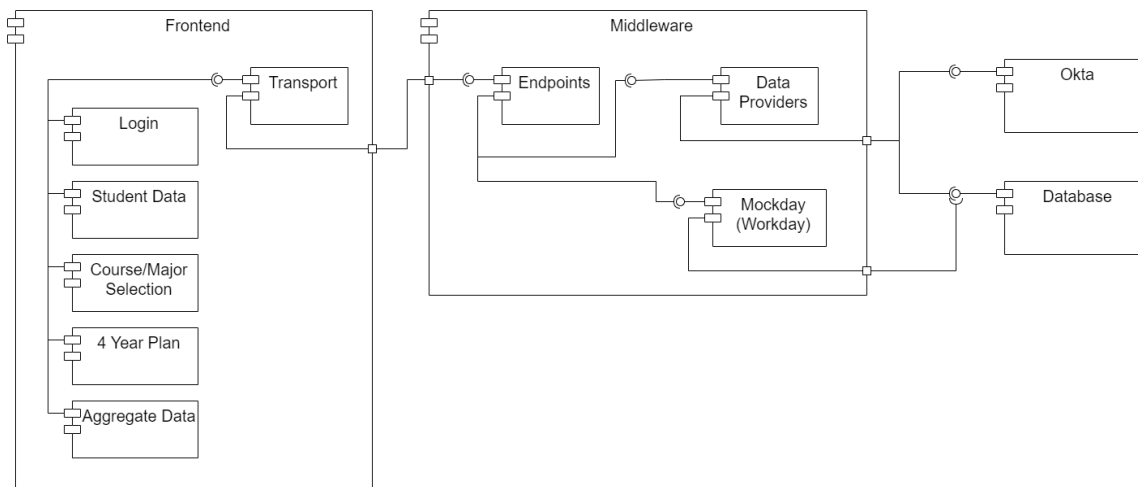 Frontend
Transport
Login
Student Data
Course/Major
Selection
4 Year Plan
Aggregate Data
Middleware
Endpoints
Data
Providers
Mockday
(Workday)
Okta
Database